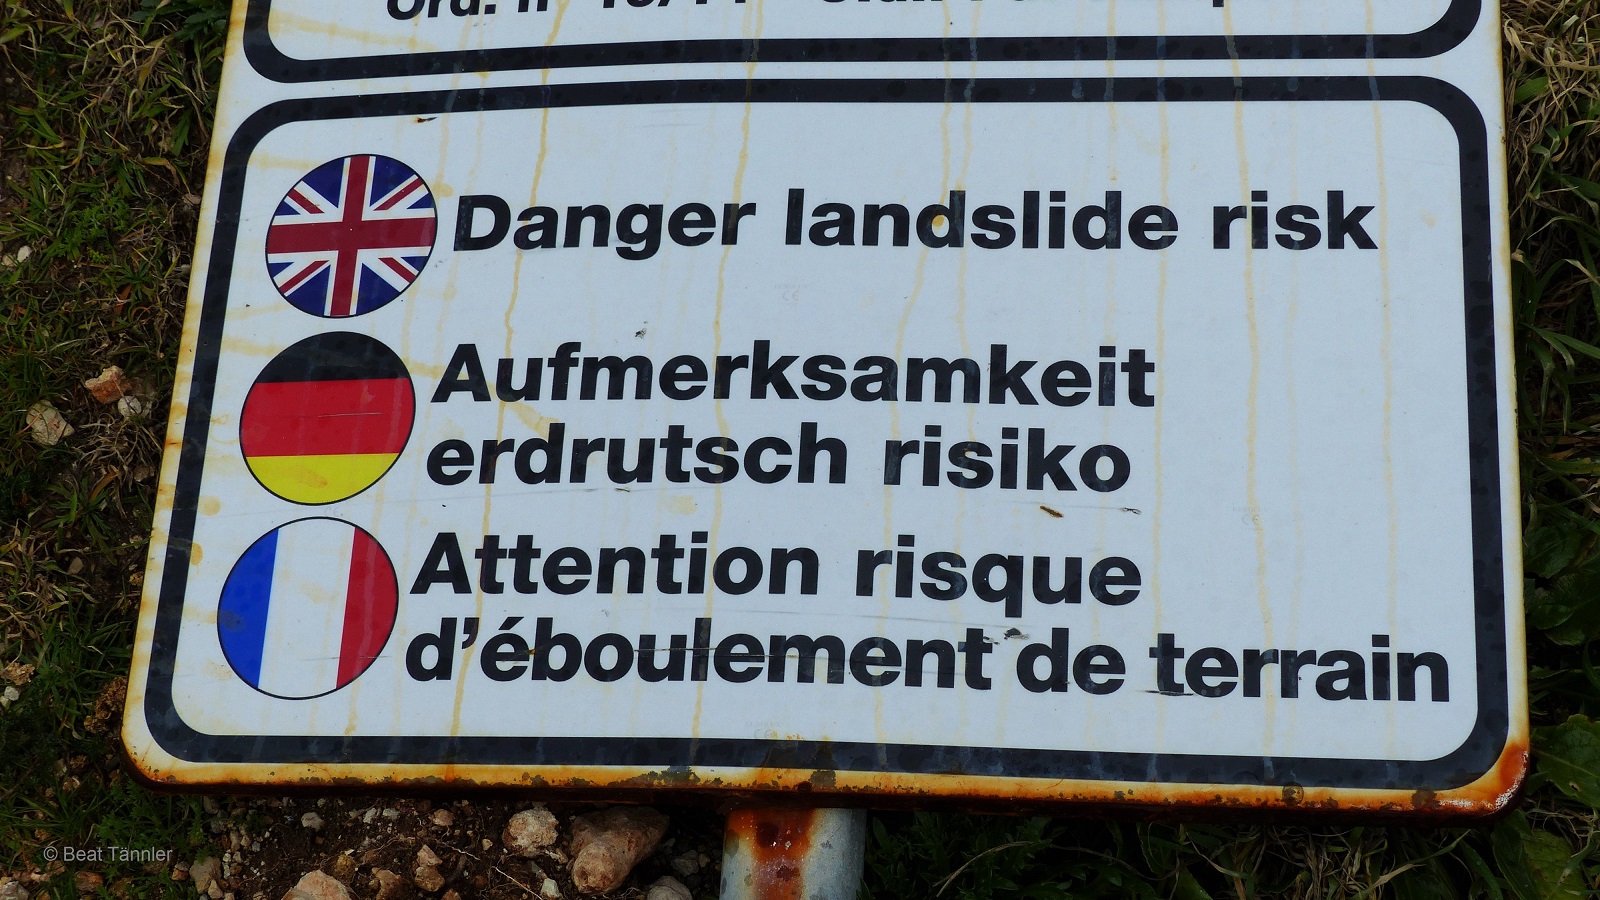 Danger landslide risk
Aufmerksamkeit
erdrutsch risiko
Attention risque
d'éboulement de terrain
© Beat Tännler